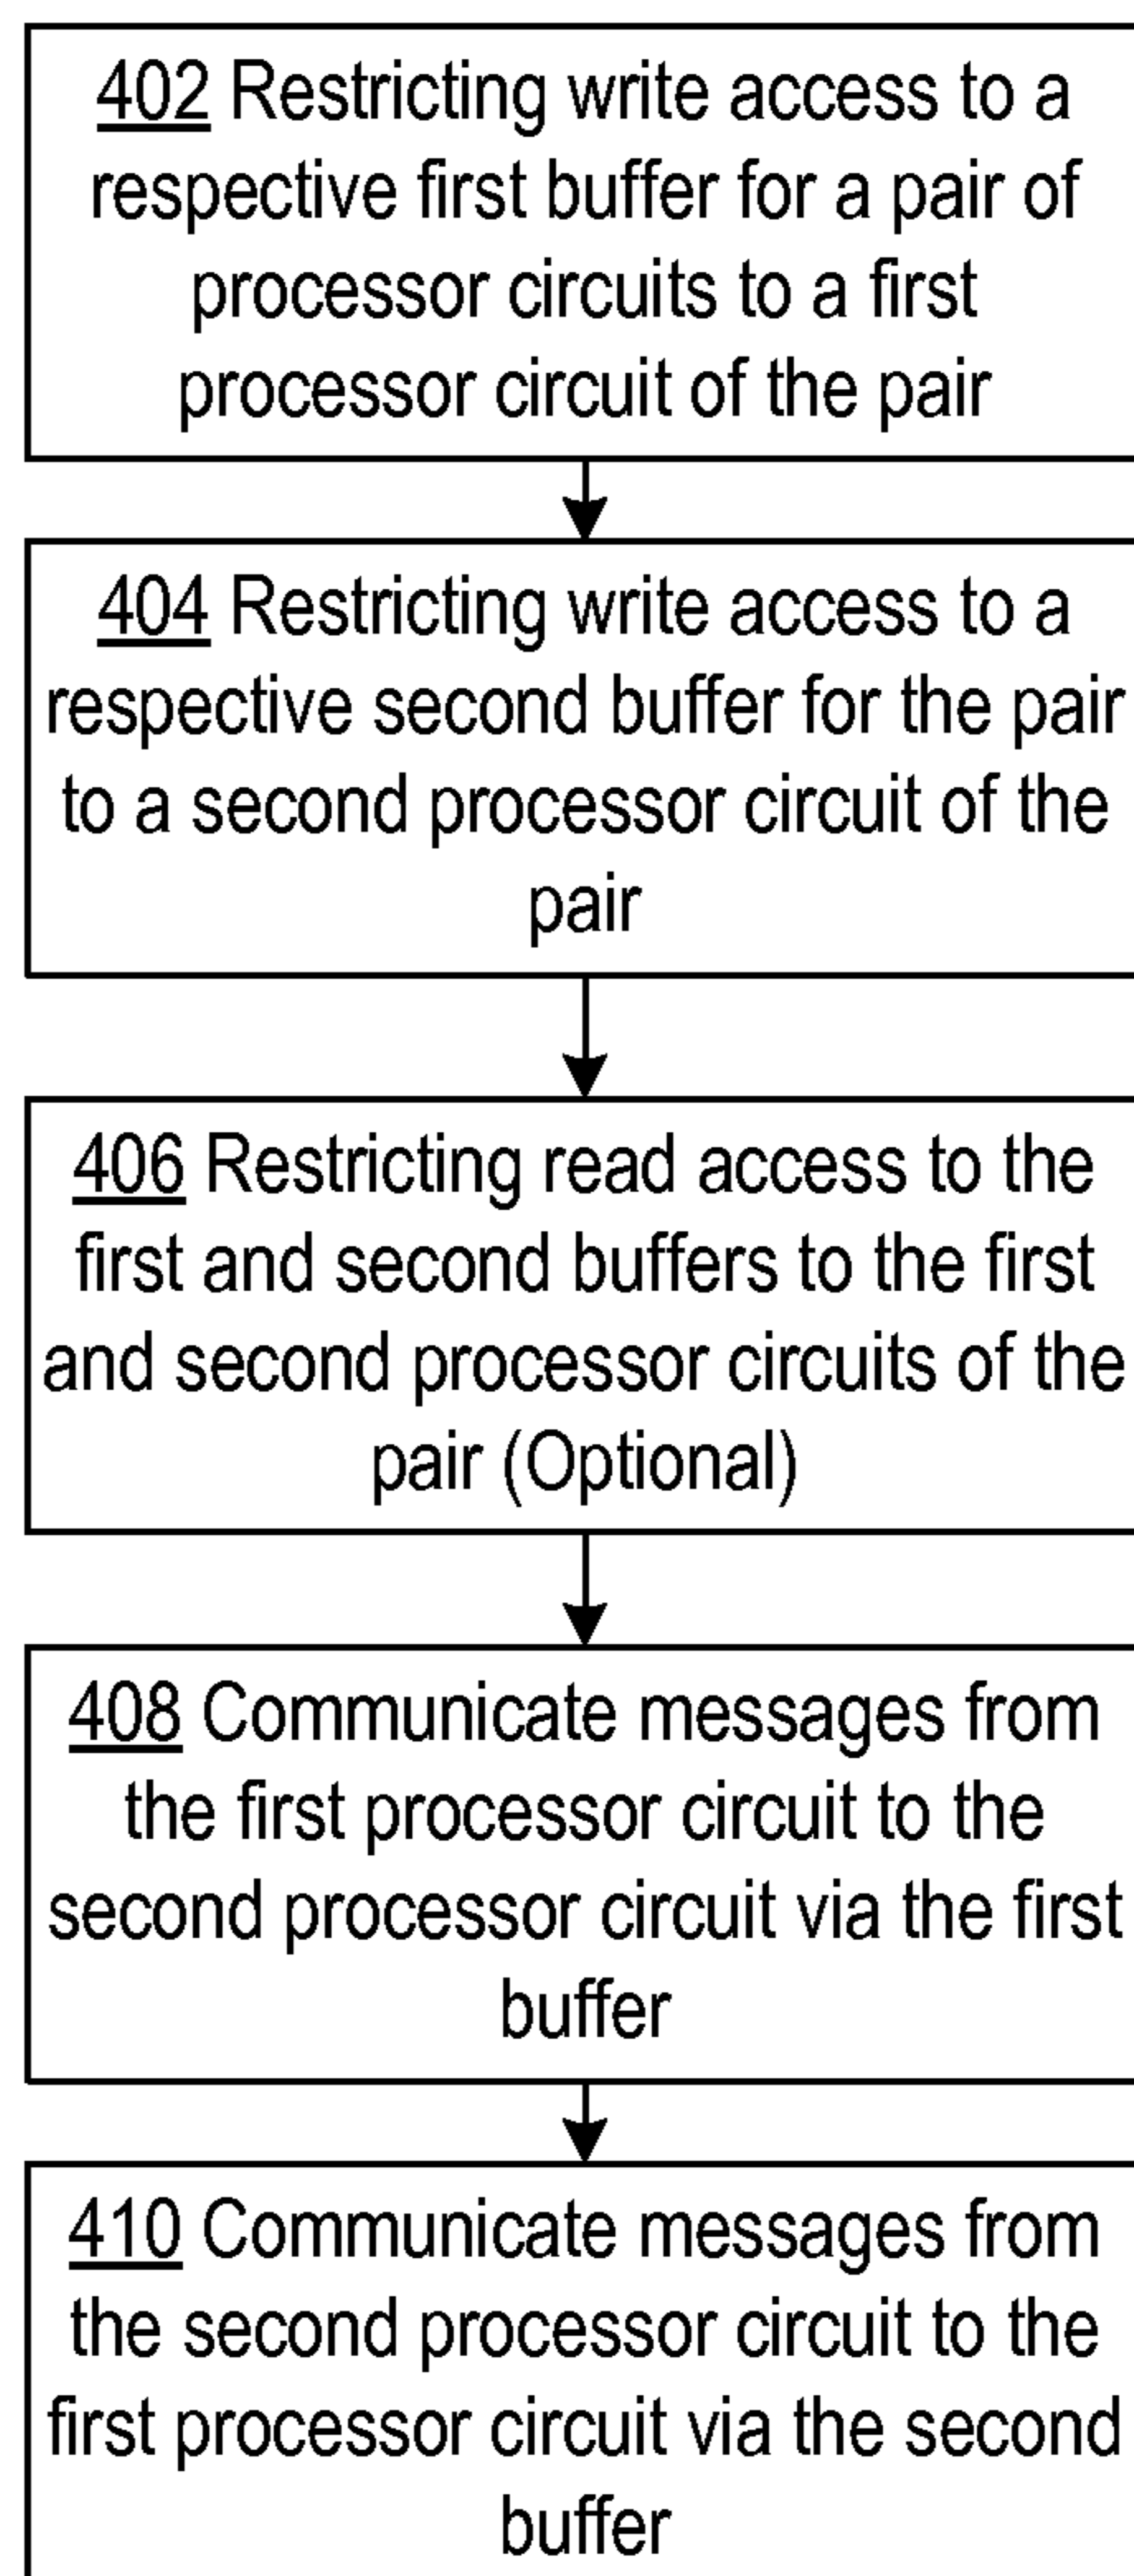 402 Restricting write access to a
respective first buffer for a pair of
processor circuits to a first
processor circuit of the pair
404 Restricting write access to a
respective second buffer for the pair
to a second processor circuit of the
pair
406 Restricting read access to the
first and second buffers to the first
and second processor circuits of the
pair (Optional)
408 Communicate messages from
the first processor circuit to the
second processor circuit via the first
buffer
410 Communicate messages from
the second processor circuit to the
first processor circuit via the second
buffer